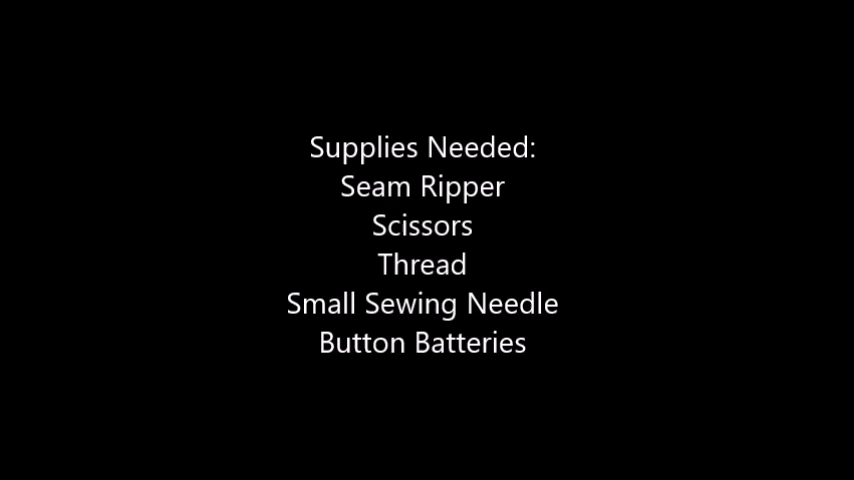 Supplies Needed:
Seam Ripper
Scissors
Thread
Small Sewing Needle
Button Batteries